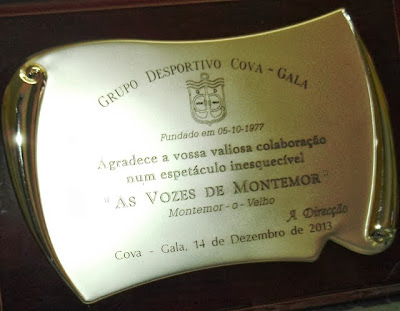 Grupo Desportivo Cova - Gala
Fundado em 05-10-1977
Agradece a vossa valiosa colaboração
num espetáculo inesquecível
"As Vozes de Montemor"
Montemor - o - Velho
A Direcção
Cova - Gala, 14 de Dezembro de 2013